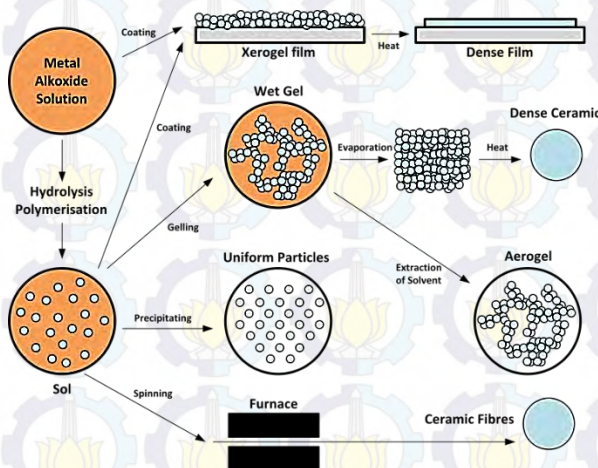 Coating
Metal
Alkoxide
Solution
Xerogel film
Heat
Dense Film
Wet Gel
Coating
Dense Ceramic
Evaporation
Heat
Hydrolysis
Polymerisation
Gelling
Uniform Particles
Extraction
of Solvent
Aerogel
Precipitating
Sol
Spinning
Furnace
Ceramic Fibres